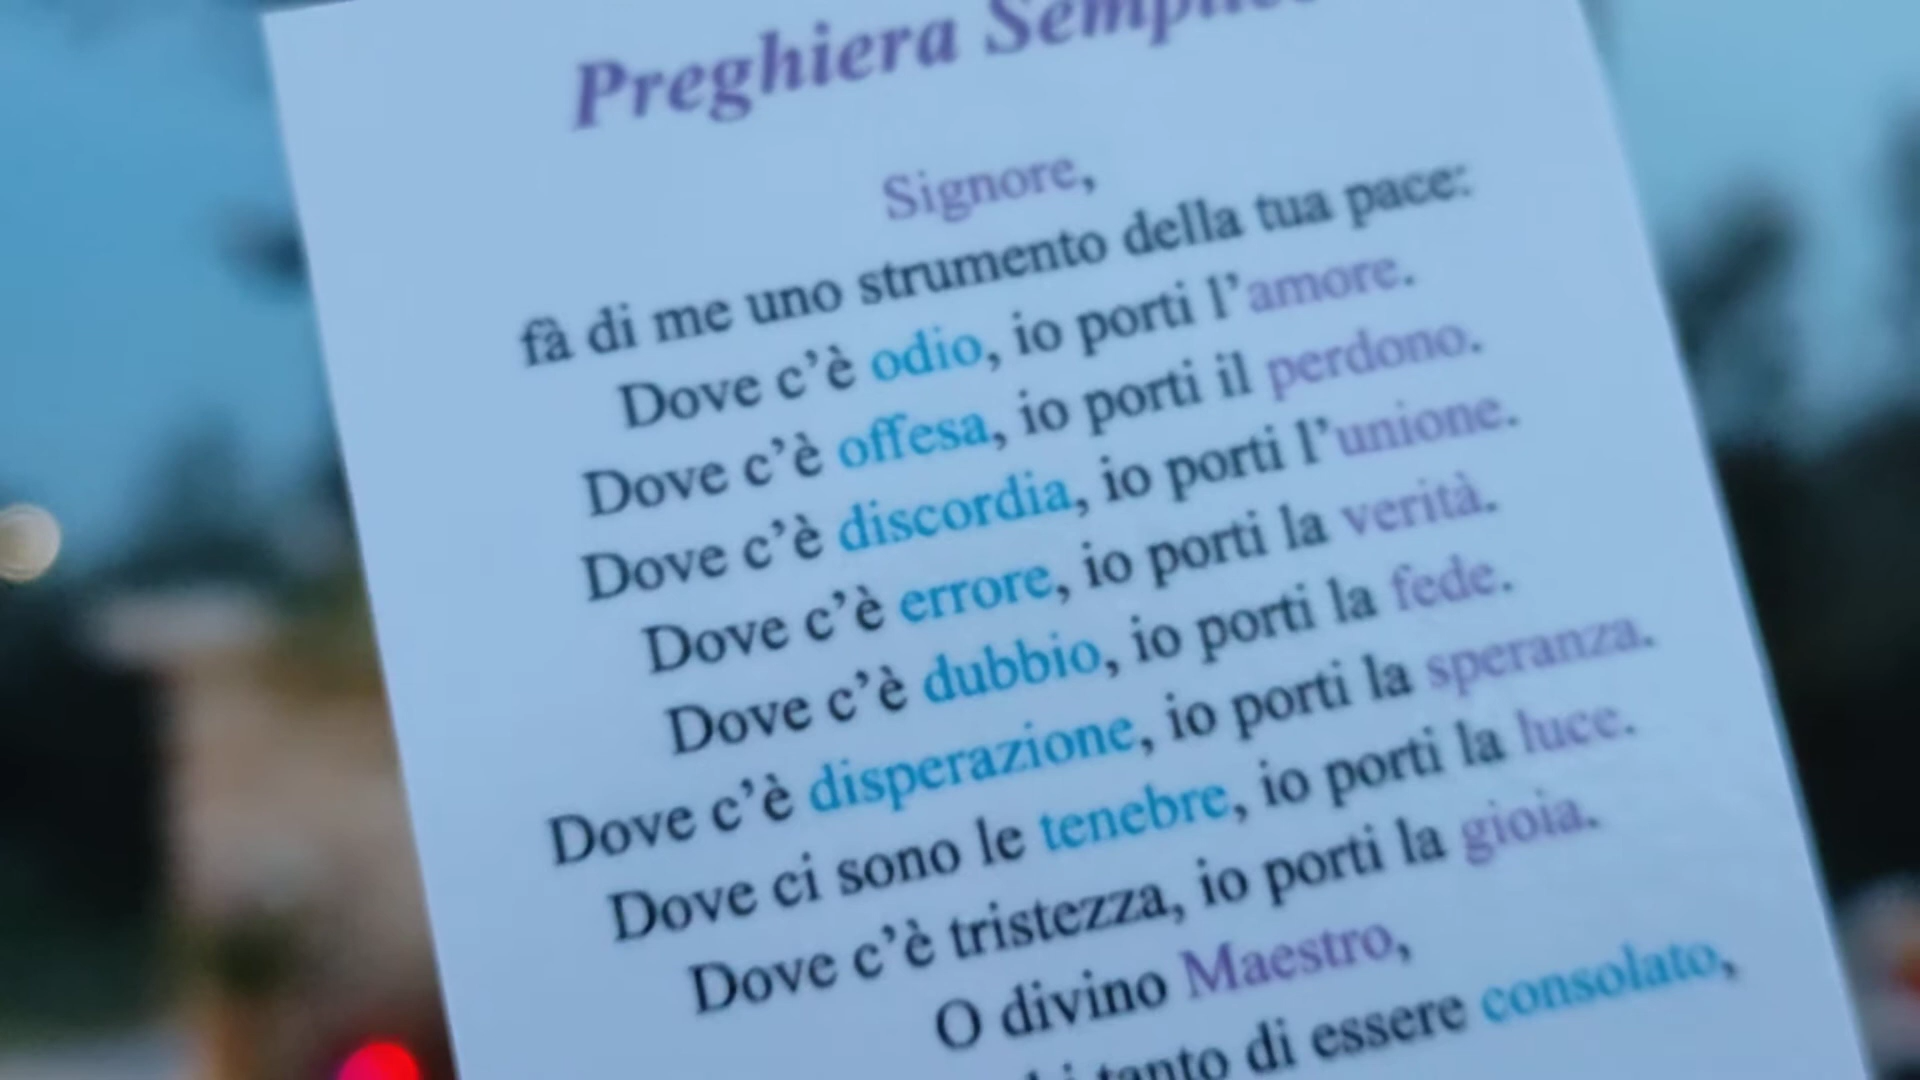 Preghiera
Signore,
fà di me uno strumento della tua pace:
Dove c’è odio, io porti l’amore.
Dove c’è offesa, io porti il perdono.
Dove c’è discordia, io porti l’unione.
Dove c’è errore, io porti la verità.
Dove c’è dubbio, io porti la fede.
Dove c’è disperazione, io porti la speranza.
Dove ci sono le tenebre, io porti la luce.
Dove c’è tristezza, io porti la gioia.
O divino Maestro,
tanto di essere consolato,